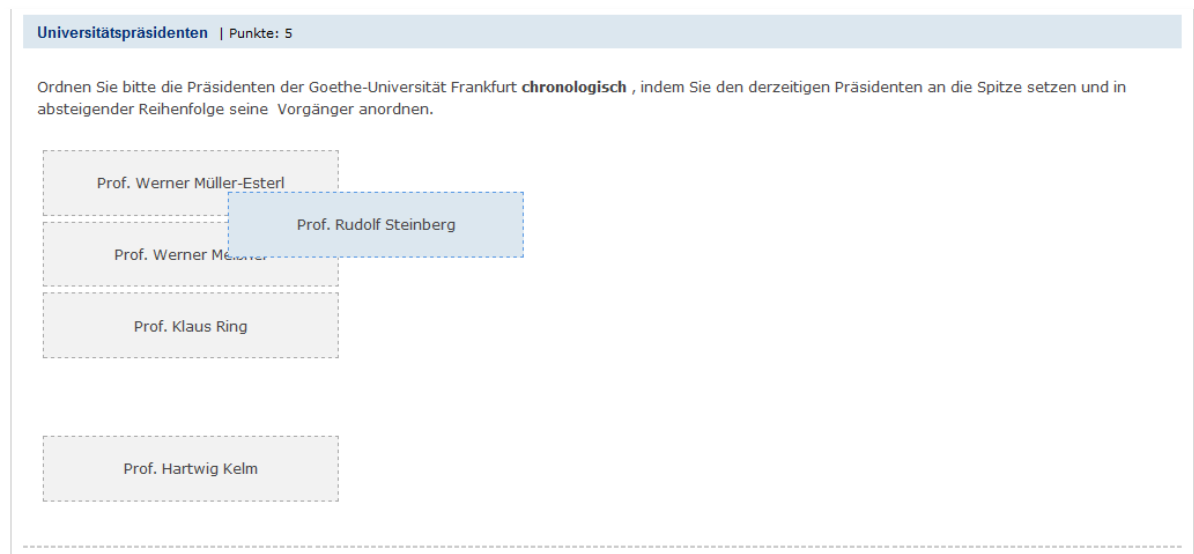 Universitätspräsidenten | Punkte: 5
Ordnen Sie bitte die Präsidenten der Goethe-Universität Frankfurt chronologisch , indem Sie den derzeitigen Präsidenten an die Spitze setzen und in
absteigender Reihenfolge seine Vorgänger anordnen.
Prof. Werner Müller-Esterl
Prof. Rudolf Steinberg
Prof. Werner
Prof. Klaus Ring
Prof. Hartwig Kelm